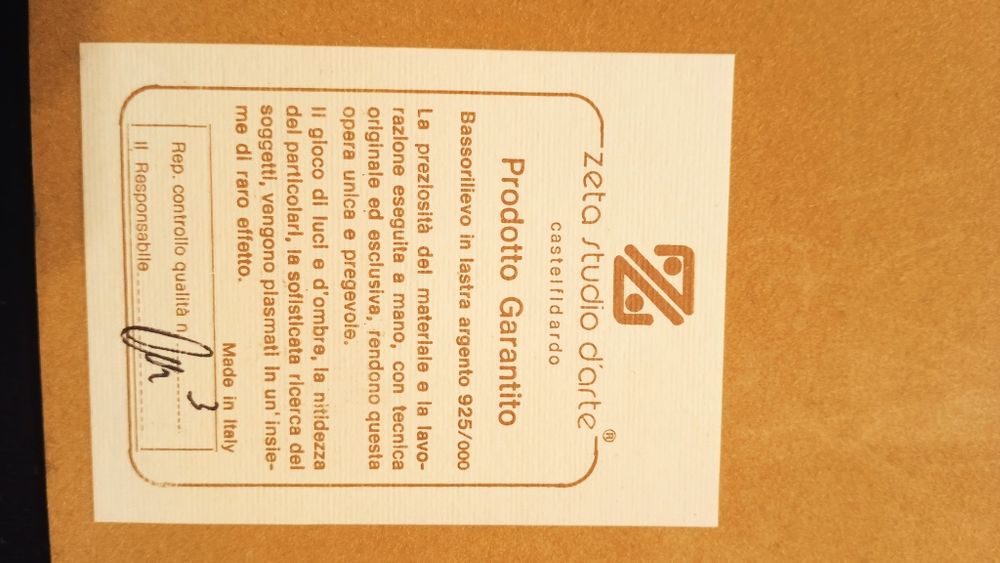 zeta studio d'arte®
castelfidardo
Prodotto Garantito
Bassorilievo in lastra argento 925/000
La preziosità del materiale e la lavo-
razione eseguita a mano, con tecnica
originale ed esclusiva, rendono questa
opera unica e pregevole.
Il gioco di luci e d'ombre, la nitidezza
dei particolari, la sofisticata ricerca dei
soggetti, vengono plasmati in un'insie-
me di raro effetto.
Made in Italy
Rep. controllo qualità n. 3
Il Responsabile